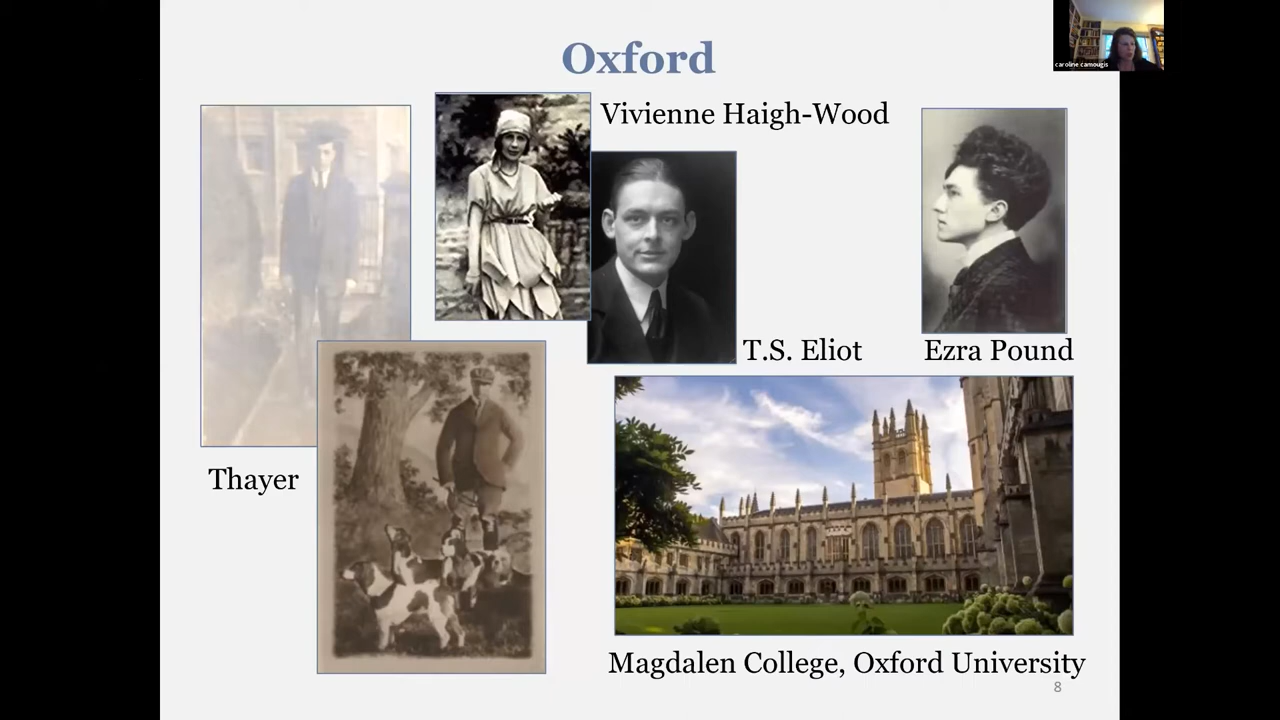 Oxford
caroline camougis
Vivienne Haigh-Wood
T.S. Eliot
Ezra Pound
Thayer
Magdalen College, Oxford University
8